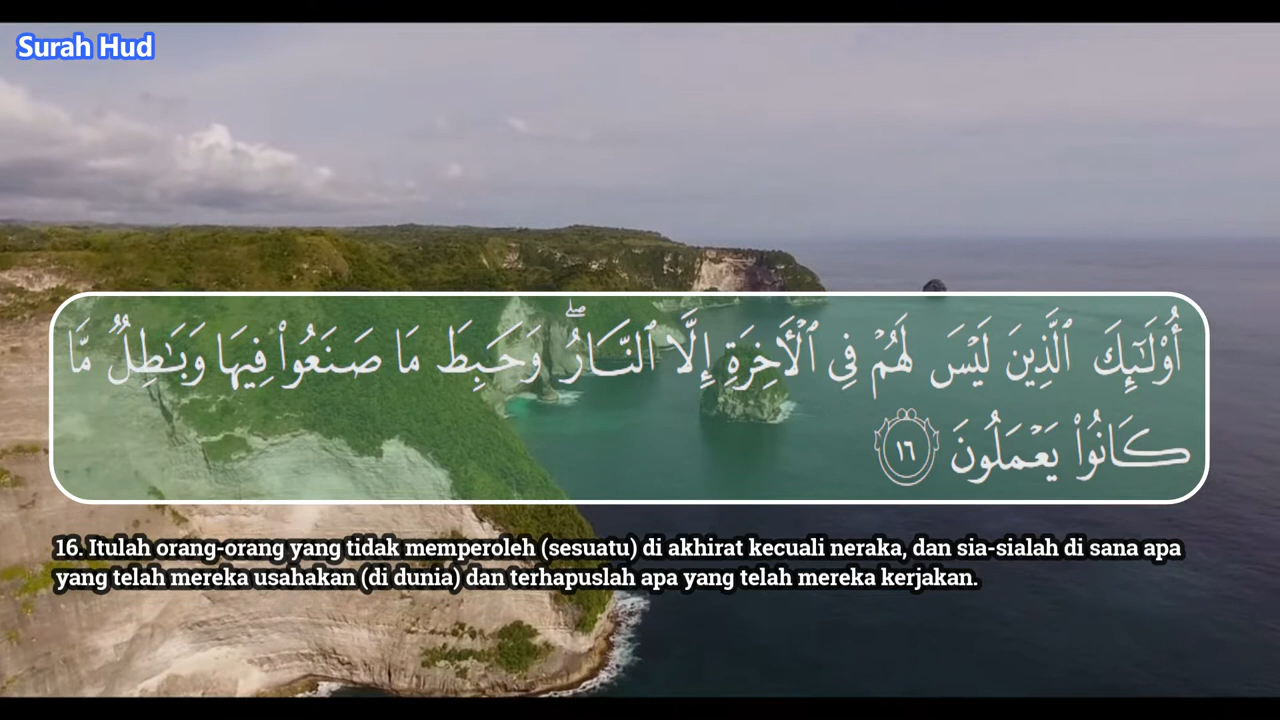 Surah Hud
أُو۟لَـٰٓئِكَ ٱلَّذِينَ لَيْسَ لَهُمْ فِى ٱلْـَٔاخِرَةِ إِلَّا ٱلنَّارُ ۖ وَحَبِطَ مَا صَنَعُوا۟ فِيهَا وَبَـٰطِلٌ مَّا
كَانُوا۟ يَعْمَلُونَ ١٦
16. Itulah orang-orang yang tidak memperoleh (sesuatu) di akhirat kecuali neraka, dan sia-sialah di sana apa
yang telah mereka usahakan (di dunia) dan terhapuslah apa yang telah mereka kerjakan.